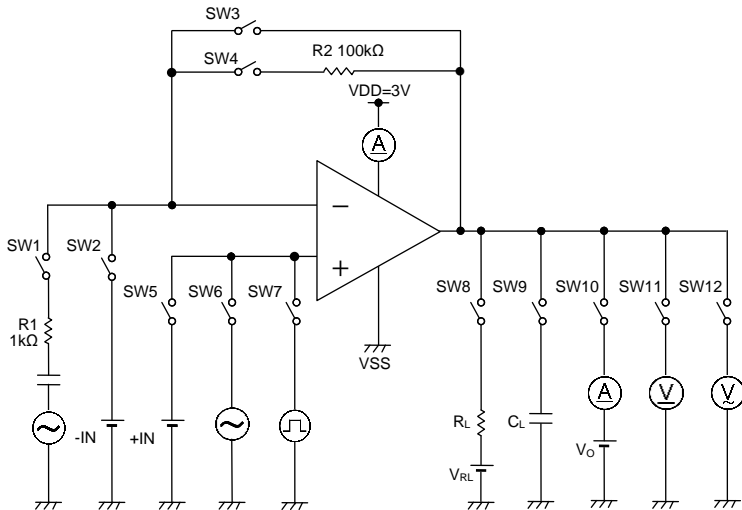 SW3
SW4
R2 100kΩ
VDD=3V
A
−
+
VSS
SW1
SW2
SW5
SW6
SW7
SW8
SW9
SW10
SW11
SW12
R1
1kΩ
-IN
+IN
RL
CL
A
V
V
VRL
VO